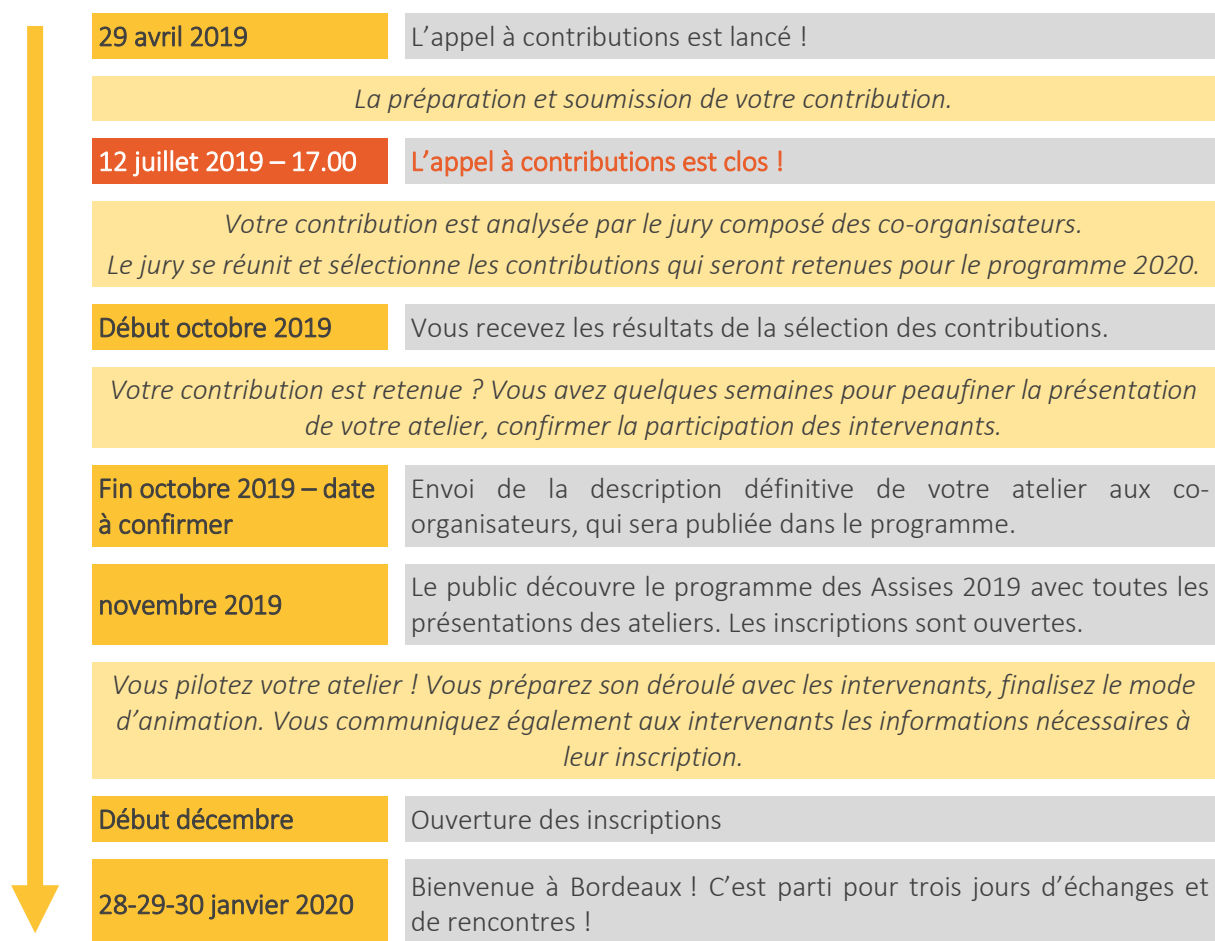 29 avril 2019
L’appel à contributions est lancé !
La préparation et soumission de votre contribution.
12 juillet 2019 – 17.00
L’appel à contributions est clos !
Votre contribution est analysée par le jury composé des co-organisateurs.
Le jury se réunit et sélectionne les contributions qui seront retenues pour le programme 2020.
Début octobre 2019
Vous recevez les résultats de la sélection des contributions.
Votre contribution est retenue ? Vous avez quelques semaines pour peaufiner la présentation
de votre atelier, confirmer la participation des intervenants.
Fin octobre 2019 – date
à confirmer
Envoi de la description définitive de votre atelier aux co-
organisateurs, qui sera publiée dans le programme.
novembre 2019
Le public découvre le programme des Assises 2019 avec toutes les
présentations des ateliers. Les inscriptions sont ouvertes.
Vous pilotez votre atelier ! Vous préparez son déroulé avec les intervenants, finalisez le mode
d’animation. Vous communiquez également aux intervenants les informations nécessaires à
leur inscription.
Début décembre
Ouverture des inscriptions
28-29-30 janvier 2020
Bienvenue à Bordeaux ! C’est parti pour trois jours d’échanges et
de rencontres !